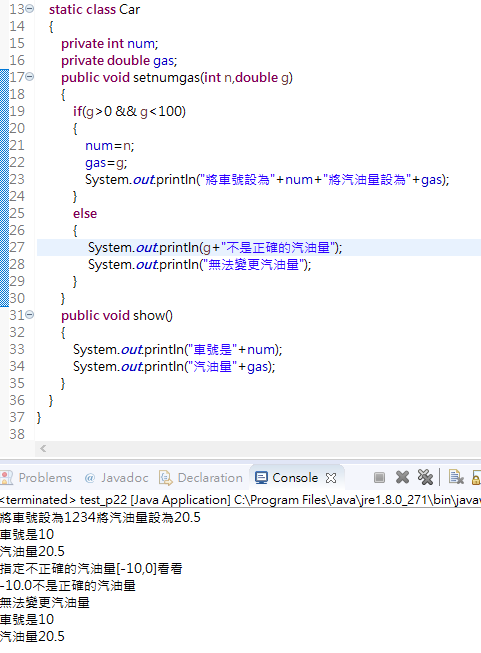 13 static class Car
14 {
15 private int num;
16 private double gas;
17 public void setnumgas(int n,double g)
18 {
19 if(g>0 && g<100)
20 {
21 num=n;
22 gas=g;
23 System.out.println("將車號設為"+num+"將汽油量設為"+gas);
24 }
25 else
26 {
27 System.out.println(g+"不是正確的汽油量");
28 System.out.println("無法變更汽油量");
29 }
30 }
31 public void show()
32 {
33 System.out.println("車號是"+num);
34 System.out.println("汽油量"+gas);
35 }
36 }
37 }
38
Problems @ Javadoc Declaration Console
<terminated> test_p22 [Java Application] C:\Program Files\Java\jre1.8.0_271\bin\javav
將車號設為1234將汽油量設為20.5
車號是10
汽油量20.5
指定不正確的汽油量[-10,0]看看
-10.0不是正確的汽油量
無法變更汽油量
車號是10
汽油量20.5